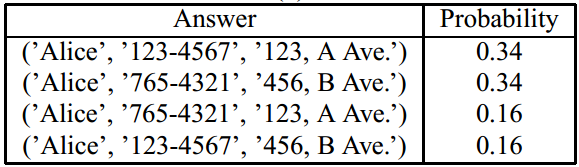 Answer Probability
('Alice', '123-4567', '123, A Ave.') 0.34
('Alice', '765-4321', '456, B Ave.') 0.34
('Alice', '765-4321', '123, A Ave.') 0.16
('Alice', '123-4567', '456, B Ave.') 0.16